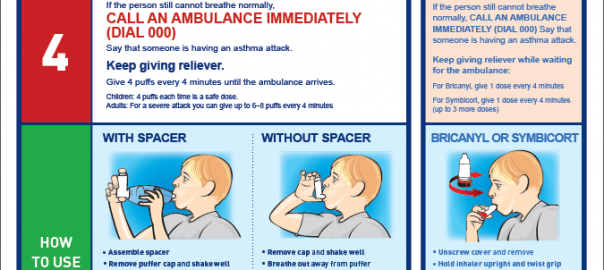 4
If the person still cannot breathe normally,
CALL AN AMBULANCE IMMEDIATELY
(DIAL 000)
Say that someone is having an asthma attack.
Keep giving reliever.
Give 4 puffs every 4 minutes until the ambulance arrives.
Children: 4 puffs each time is a safe dose.
Adults: For a severe attack you can give up to 6–8 puffs every 4 minutes
If the person still cannot breathe
normally, CALL AN AMBULANCE
IMMEDIATELY (DIAL 000) Say that
someone is having an asthma attack.
Keep giving reliever while waiting
for the ambulance:
For Bricanyl, give 1 dose every 4 minutes
For Symbicort, give 1 dose every 4 minutes
(up to 3 more doses)
HOW
TO USE
WITH SPACER
• Assemble spacer
• Remove puffer cap and shake well
WITHOUT SPACER
• Remove cap and shake well
• Breathe out away from puffer
BRICANYL OR SYMBICORT
• Unscrew cover and remove
• Hold inhaler upright and twist grip